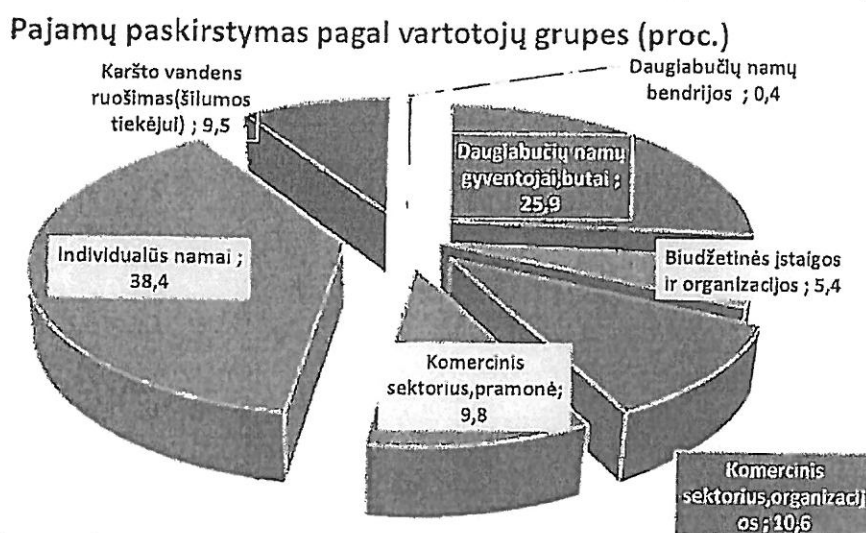 Pajamų paskirstymas pagal vartotojų grupes (proc.)
Karšto vandens
ruošimas(šilumos
tiekėjui) ; 9,5
Daugiabučių namų
bendrijos ; 0,4
Daugiabučių namų
gyventojai,butai ;
25,9
Individualūs namai ;
38,4
Biudžetinės įstaigos
ir organizacijos ; 5,4
Komercinis
sektorius,pramonė;
9,8
Komercinis
sektorius,organizacij
os ; 10,6